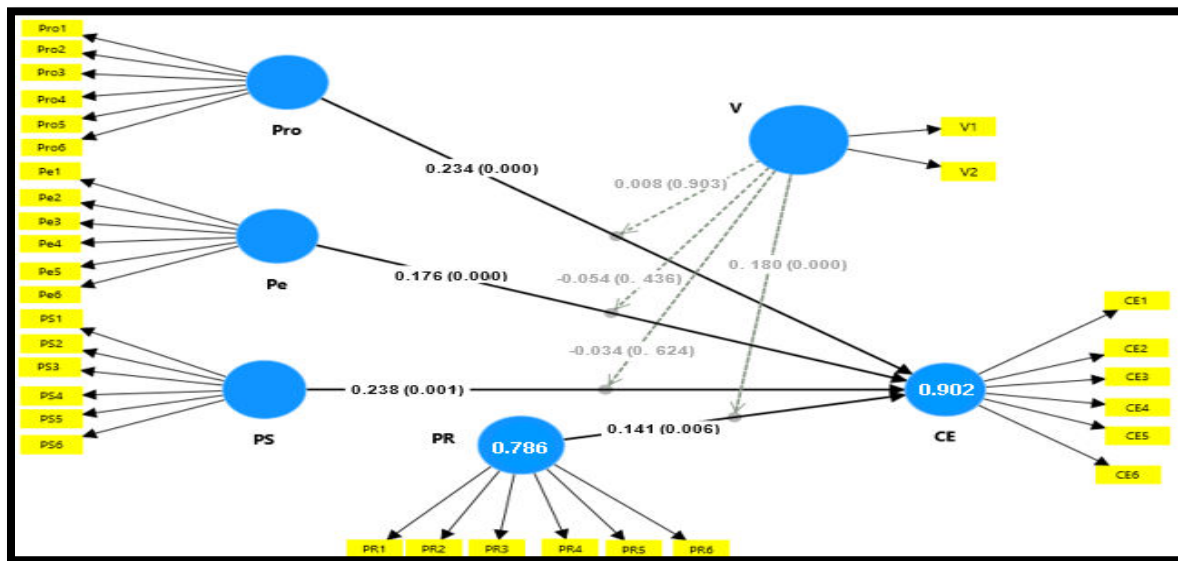 Pro1
Pro2
Pro3
Pro4
Pro5
Pro6
Pro
Pe1
Pe2
Pe3
Pe4
Pe5
Pe6
Pe
PS1
PS2
PS3
PS4
PS5
PS6
PS
V
V1
V2
0.234 (0.000)
0.008 (0.903)
0.176 (0.000)
-0.054 (0. 436)
0. 180 (0.000)
-0.034 (0. 624)
0.238 (0.001)
0.141 (0.006)
PR
0.786
PR1
PR2
PR3
PR4
PR5
PR6
0.902
CE
CE1
CE2
CE3
CE4
CE5
CE6